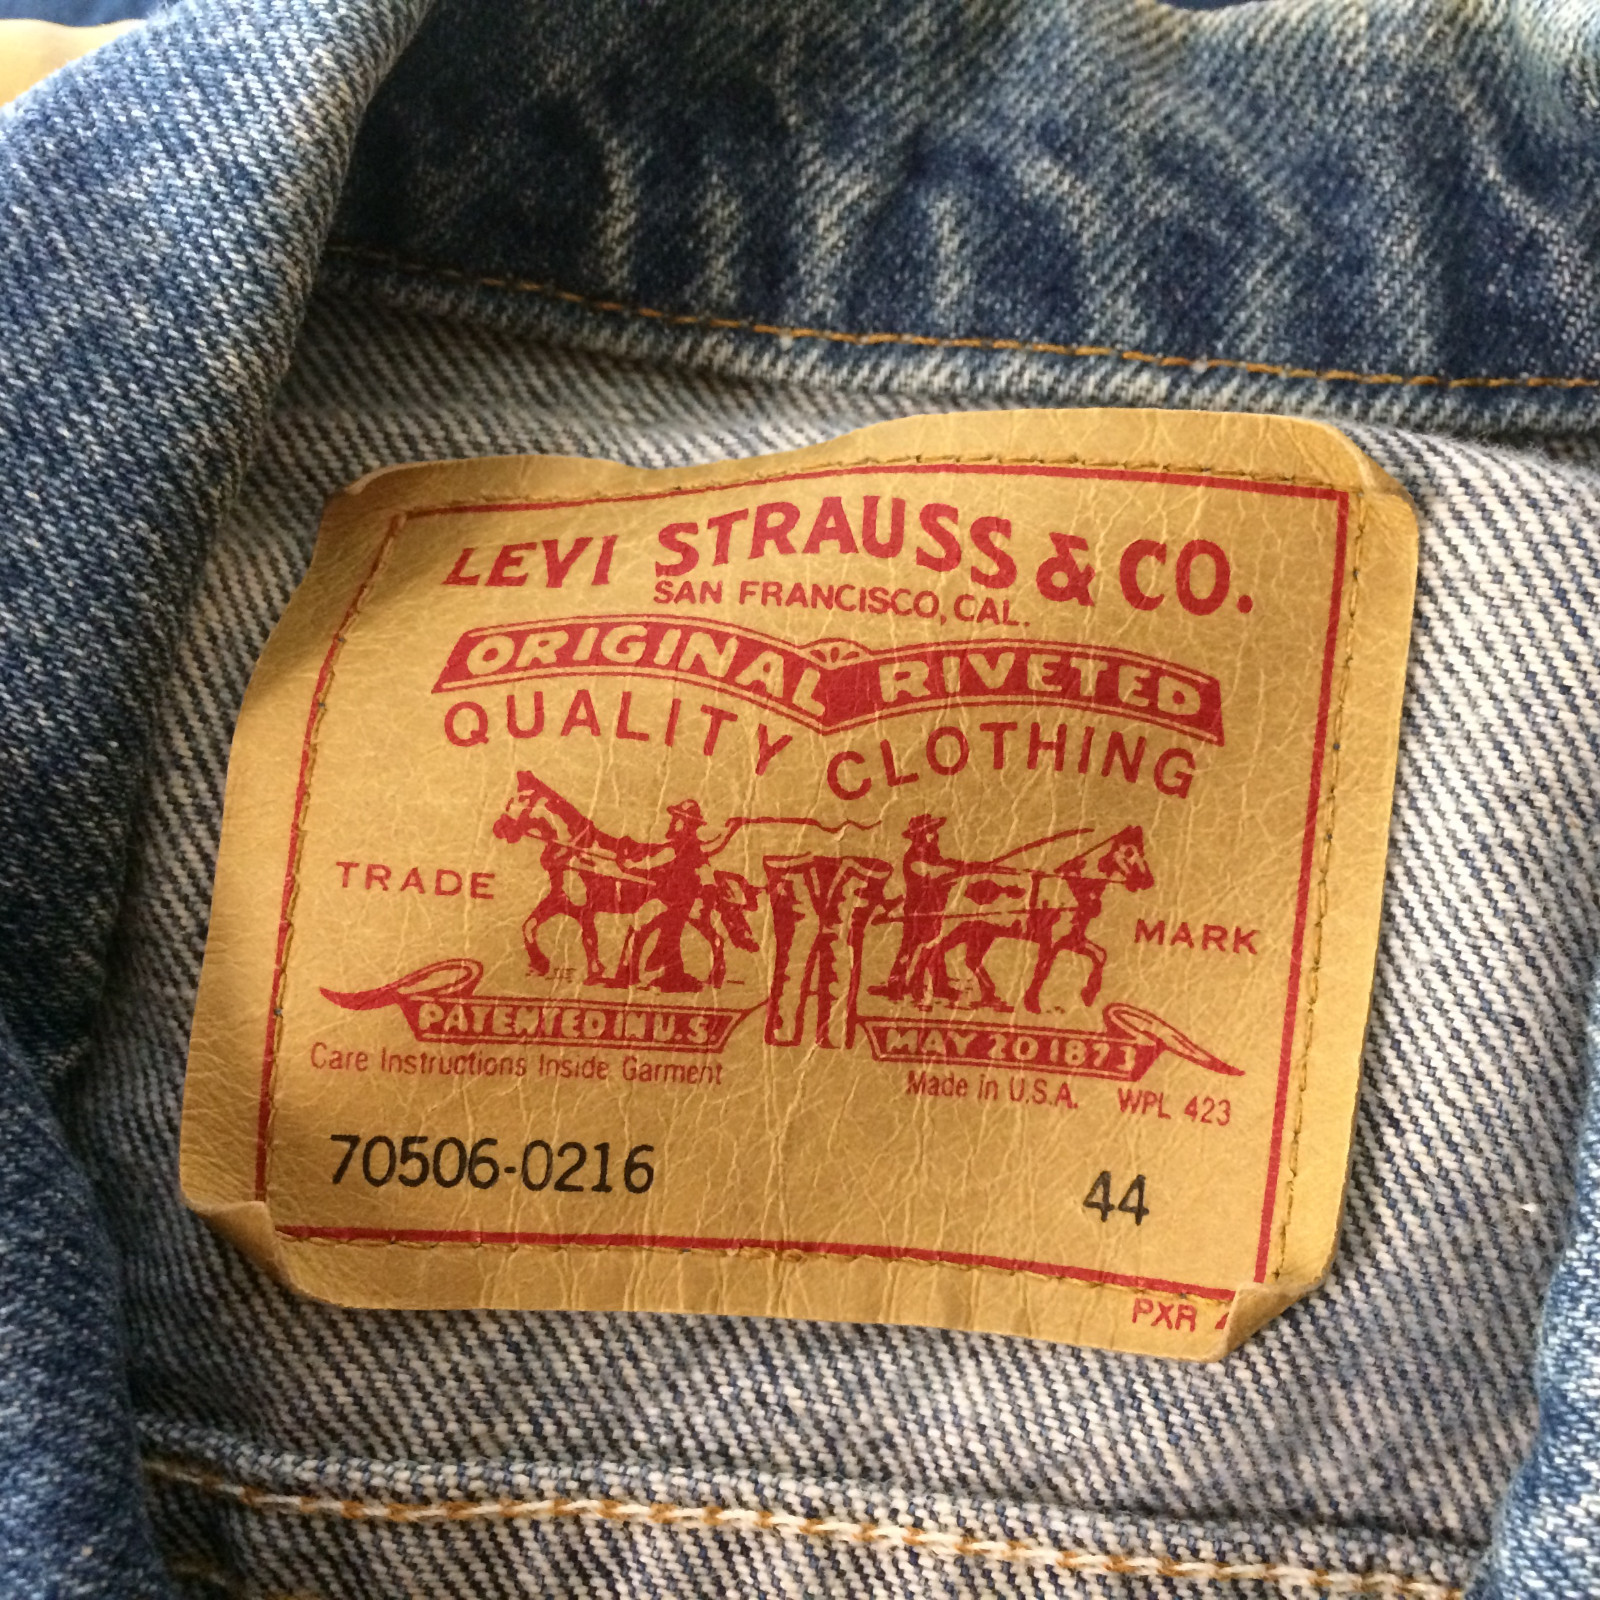 LEVI STRAUSS & CO.
SAN FRANCISCO, CAL.
ORIGINAL RIVETED
QUALITY CLOTHING
TRADE MARK
PATENTED IN U.S. MAY 20 1873
Care Instructions Inside Garment Made in U.S.A. WPL 423
70506-0216 44
PXR